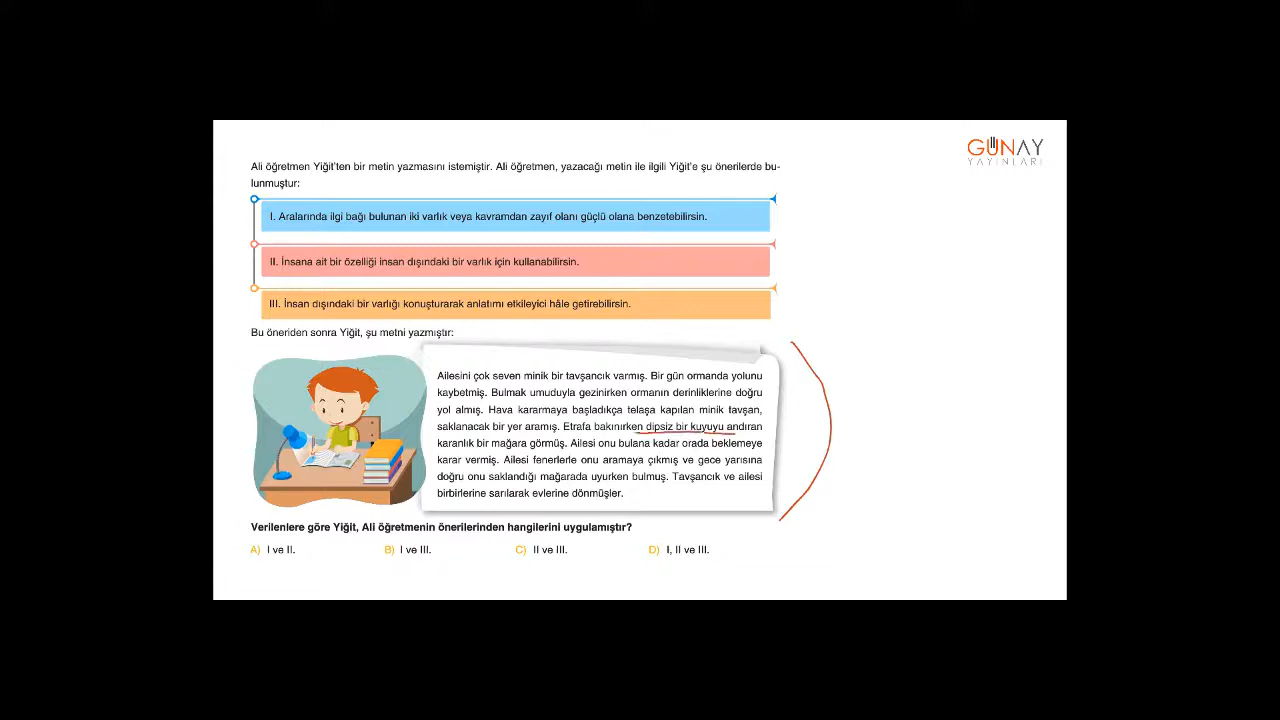 GÜNAY
YAYINLARI
Ali öğretmen Yiğit'ten bir metin yazmasını istemiştir. Ali öğretmen, yazacağı metin ile ilgili Yiğit'e şu önerilerde bu-
lunmuştur:
I. Aralarında ilgi bağı bulunan iki varlık veya kavramdan zayıf olanı güçlü olana benzetebilirsin.
II. İnsana ait bir özelliği insan dışındaki bir varlık için kullanabilirsin.
III. İnsan dışındaki bir varlığı konuşturarak anlatımı etkileyici hâle getirebilirsin.
Bu öneriden sonra Yiğit, şu metni yazmıştır:
Ailesini çok seven minik bir tavşancık varmış. Bir gün ormanda yolunu
kaybetmiş. Bulmak umuduyla gezinirken ormanın derinliklerine doğru
yol almış. Hava kararmaya başladıkça telaşa kapılan minik tavşan,
saklanacak bir yer aramış. Etrafa bakınırken dipsiz bir kuyuyu andıran
karanlık bir mağara görmüş. Ailesi onu bulana kadar orada beklemeye
karar vermiş. Ailesi fenerlerle onu aramaya çıkmış ve gece yarısına
doğru onu saklandığı mağarada uyurken bulmuş. Tavşancık ve ailesi
birbirlerine sarılarak evlerine dönmüşler.
Verilenlere göre Yiğit, Ali öğretmenin önerilerinden hangilerini uygulamıştır?
A) I ve II. B) I ve III. C) II ve III. D) I, II ve III.